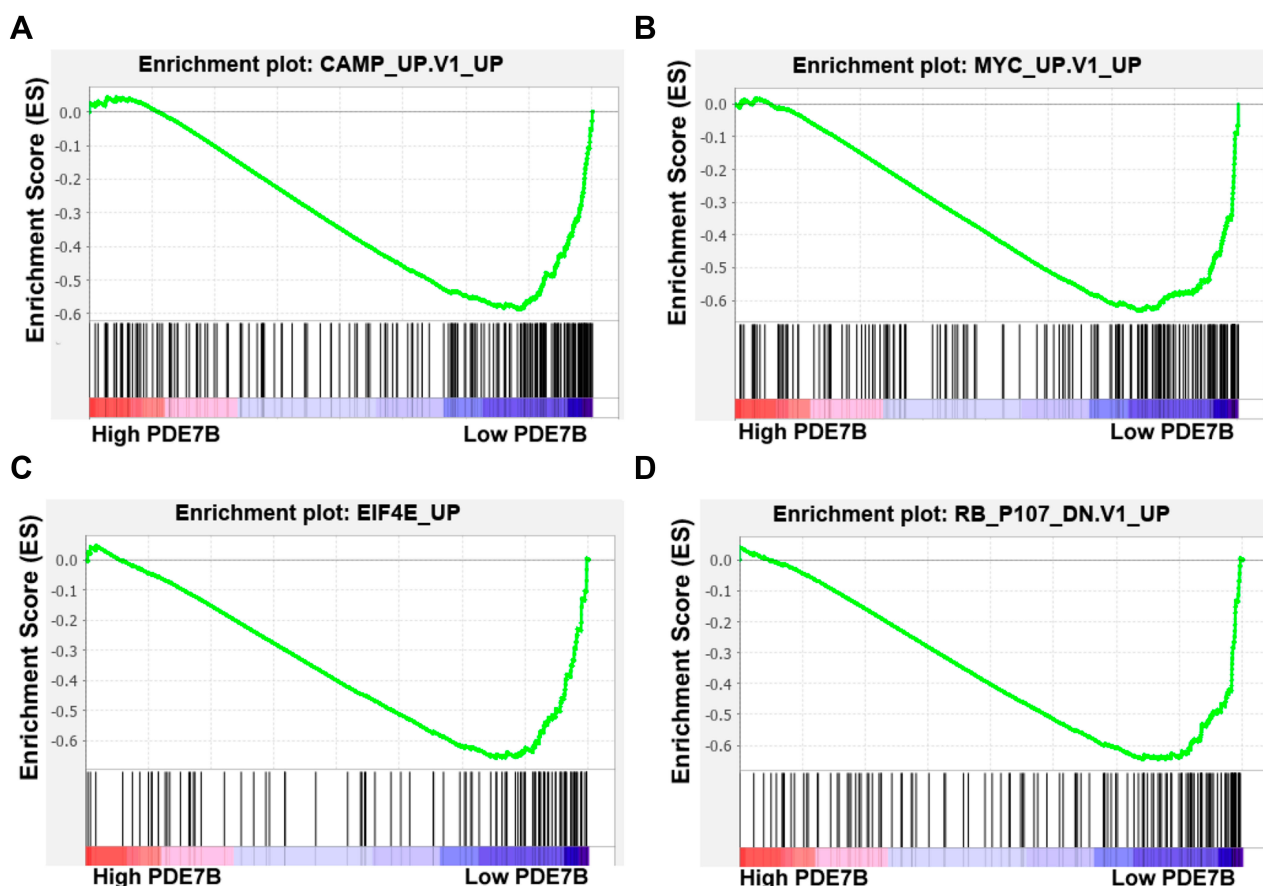 A
Enrichment plot: CAMP_UP.V1_UP
Enrichment Score (ES)
0.0
-0.1
-0.2
-0.3
-0.4
-0.5
-0.6
High PDE7B
Low PDE7B
B
Enrichment plot: MYC_UP.V1_UP
Enrichment Score (ES)
0.0
-0.1
-0.2
-0.3
-0.4
-0.5
-0.6
High PDE7B
Low PDE7B
C
Enrichment plot: EIF4E_UP
Enrichment Score (ES)
0.0
-0.1
-0.2
-0.3
-0.4
-0.5
-0.6
High PDE7B
Low PDE7B
D
Enrichment plot: RB_P107_DN.V1_UP
Enrichment Score (ES)
0.0
-0.1
-0.2
-0.3
-0.4
-0.5
-0.6
High PDE7B
Low PDE7B